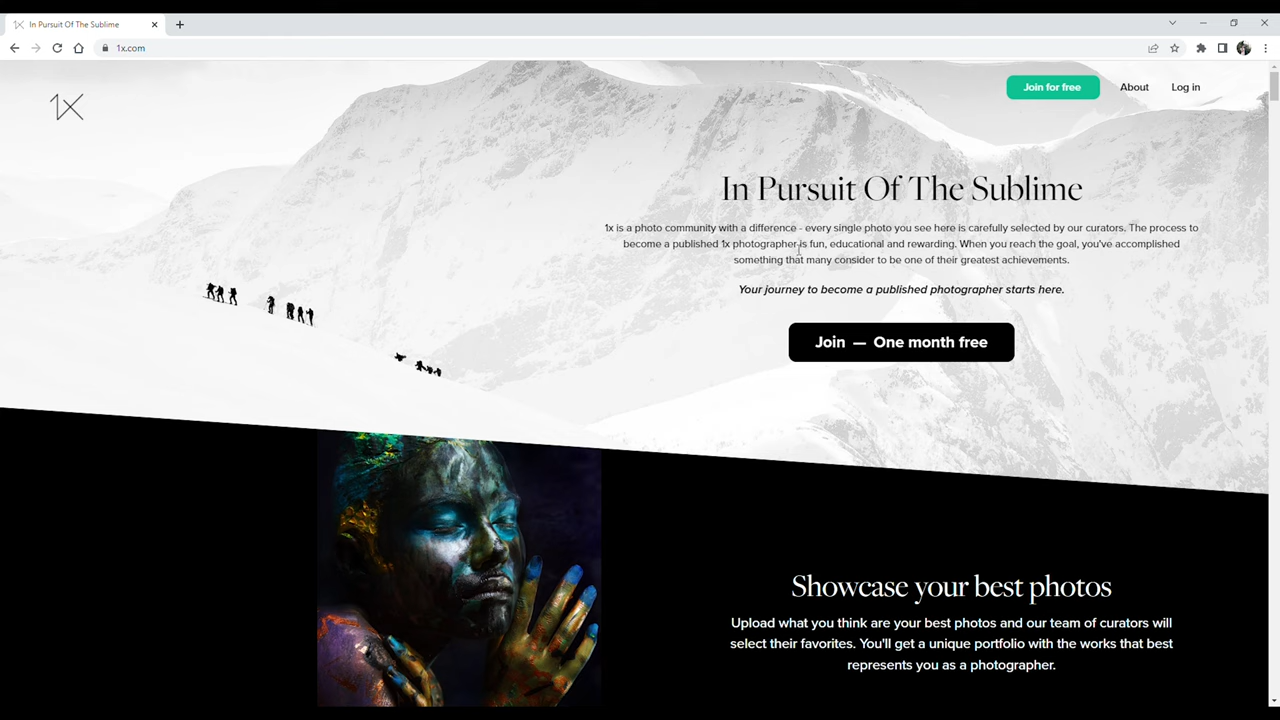 In Pursuit Of The Sublime
1x.com
1x
Join for free
About
Log in
In Pursuit Of The Sublime
1x is a photo community with a difference - every single photo you see here is carefully selected by our curators. The process to
become a published 1x photographer is fun, educational and rewarding. When you reach the goal, you've accomplished
something that many consider to be one of their greatest achievements.
Your journey to become a published photographer starts here.
Join — One month free
Showcase your best photos
Upload what you think are your best photos and our team of curators will
select their favorites. You'll get a unique portfolio with the works that best
represents you as a photographer.